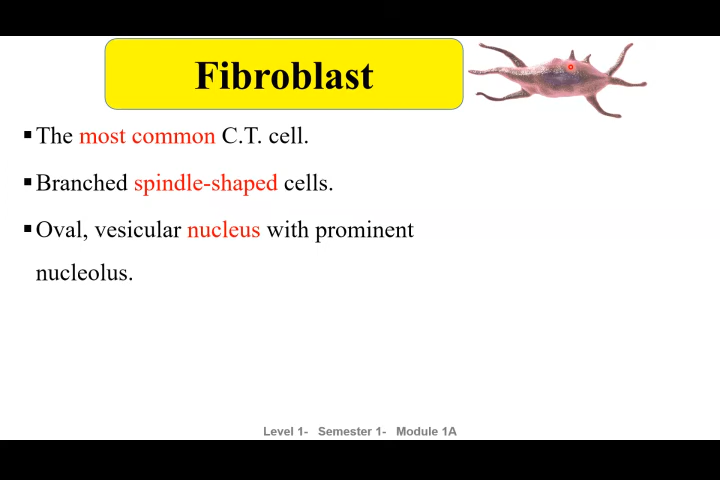 Fibroblast
▪ The most common C.T. cell.
▪ Branched spindle-shaped cells.
▪ Oval, vesicular nucleus with prominent
nucleolus.
Level 1- Semester 1- Module 1A